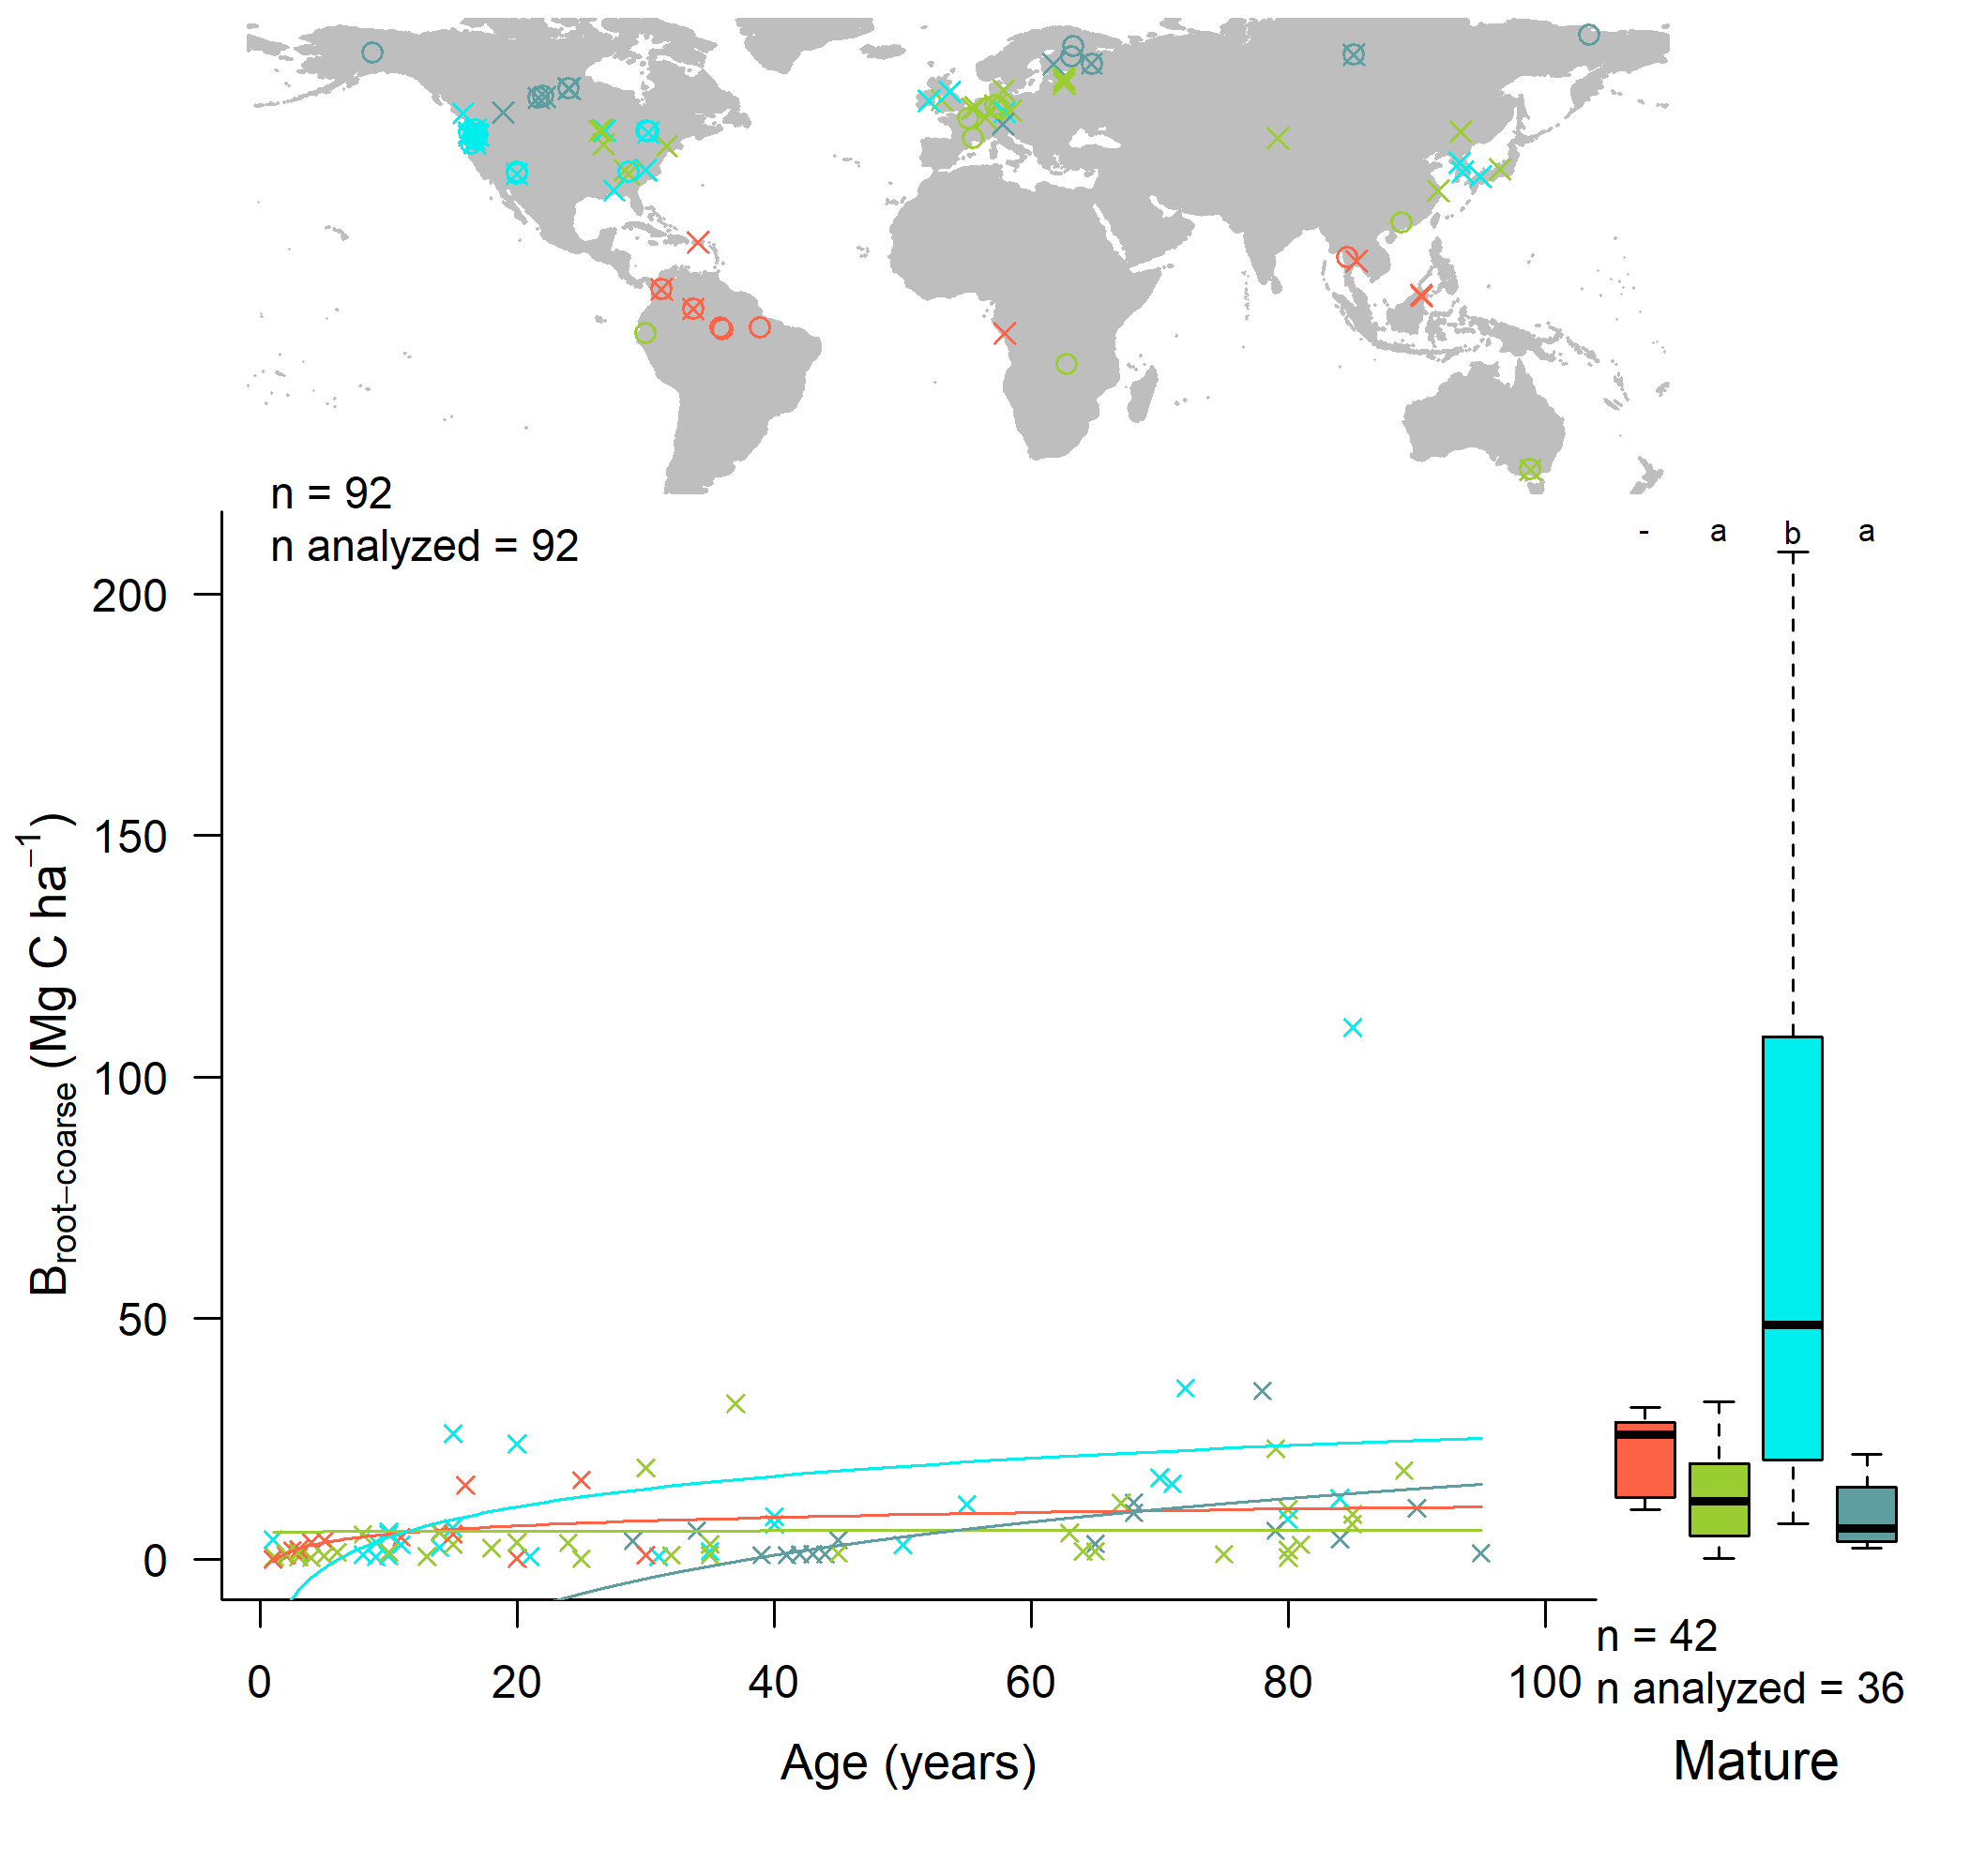 n = 92
n analyzed = 92
- a b a
200
150
100
50
0
B root−coarse (Mg C ha−1)
0 20 40 60 80 100
Age (years)
n = 42
n analyzed = 36
Mature